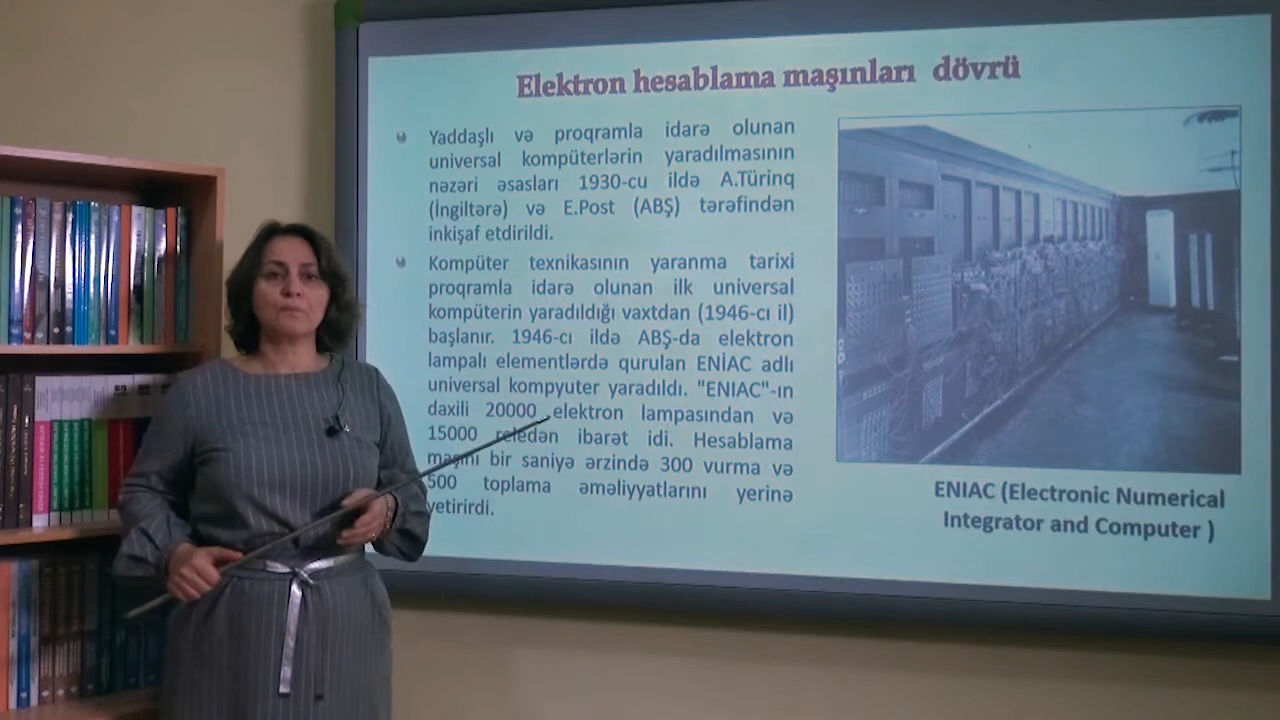 Elektron hesablama maşınları dövrü
Yaddaşlı və proqramla idarə olunan
universal kompüterlərin yaradılmasının
nəzəri əsasları 1930-cu ildə A.Türinq
(İngiltərə) və E.Post (ABŞ) tərəfindən
inkişaf etdirildi.
Kompüter texnikasının yaranma tarixi
proqramla idarə olunan ilk universal
kompüterin yaradıldığı vaxtdan (1946-cı il)
başlanır. 1946-cı ildə ABŞ-da elektron
lampalı elementlərdə qurulan ENİAC adlı
universal kompyuter yaradıldı. "ENIAC"-ın
daxili 20000 elektron lampasından və
15000 reledən ibarət idi. Hesablama
maşını bir saniyə ərzində 300 vurma və
500 toplama əməliyyatlarını yerinə
yetirirdi.
ENIAC (Electronic Numerical
Integrator and Computer )